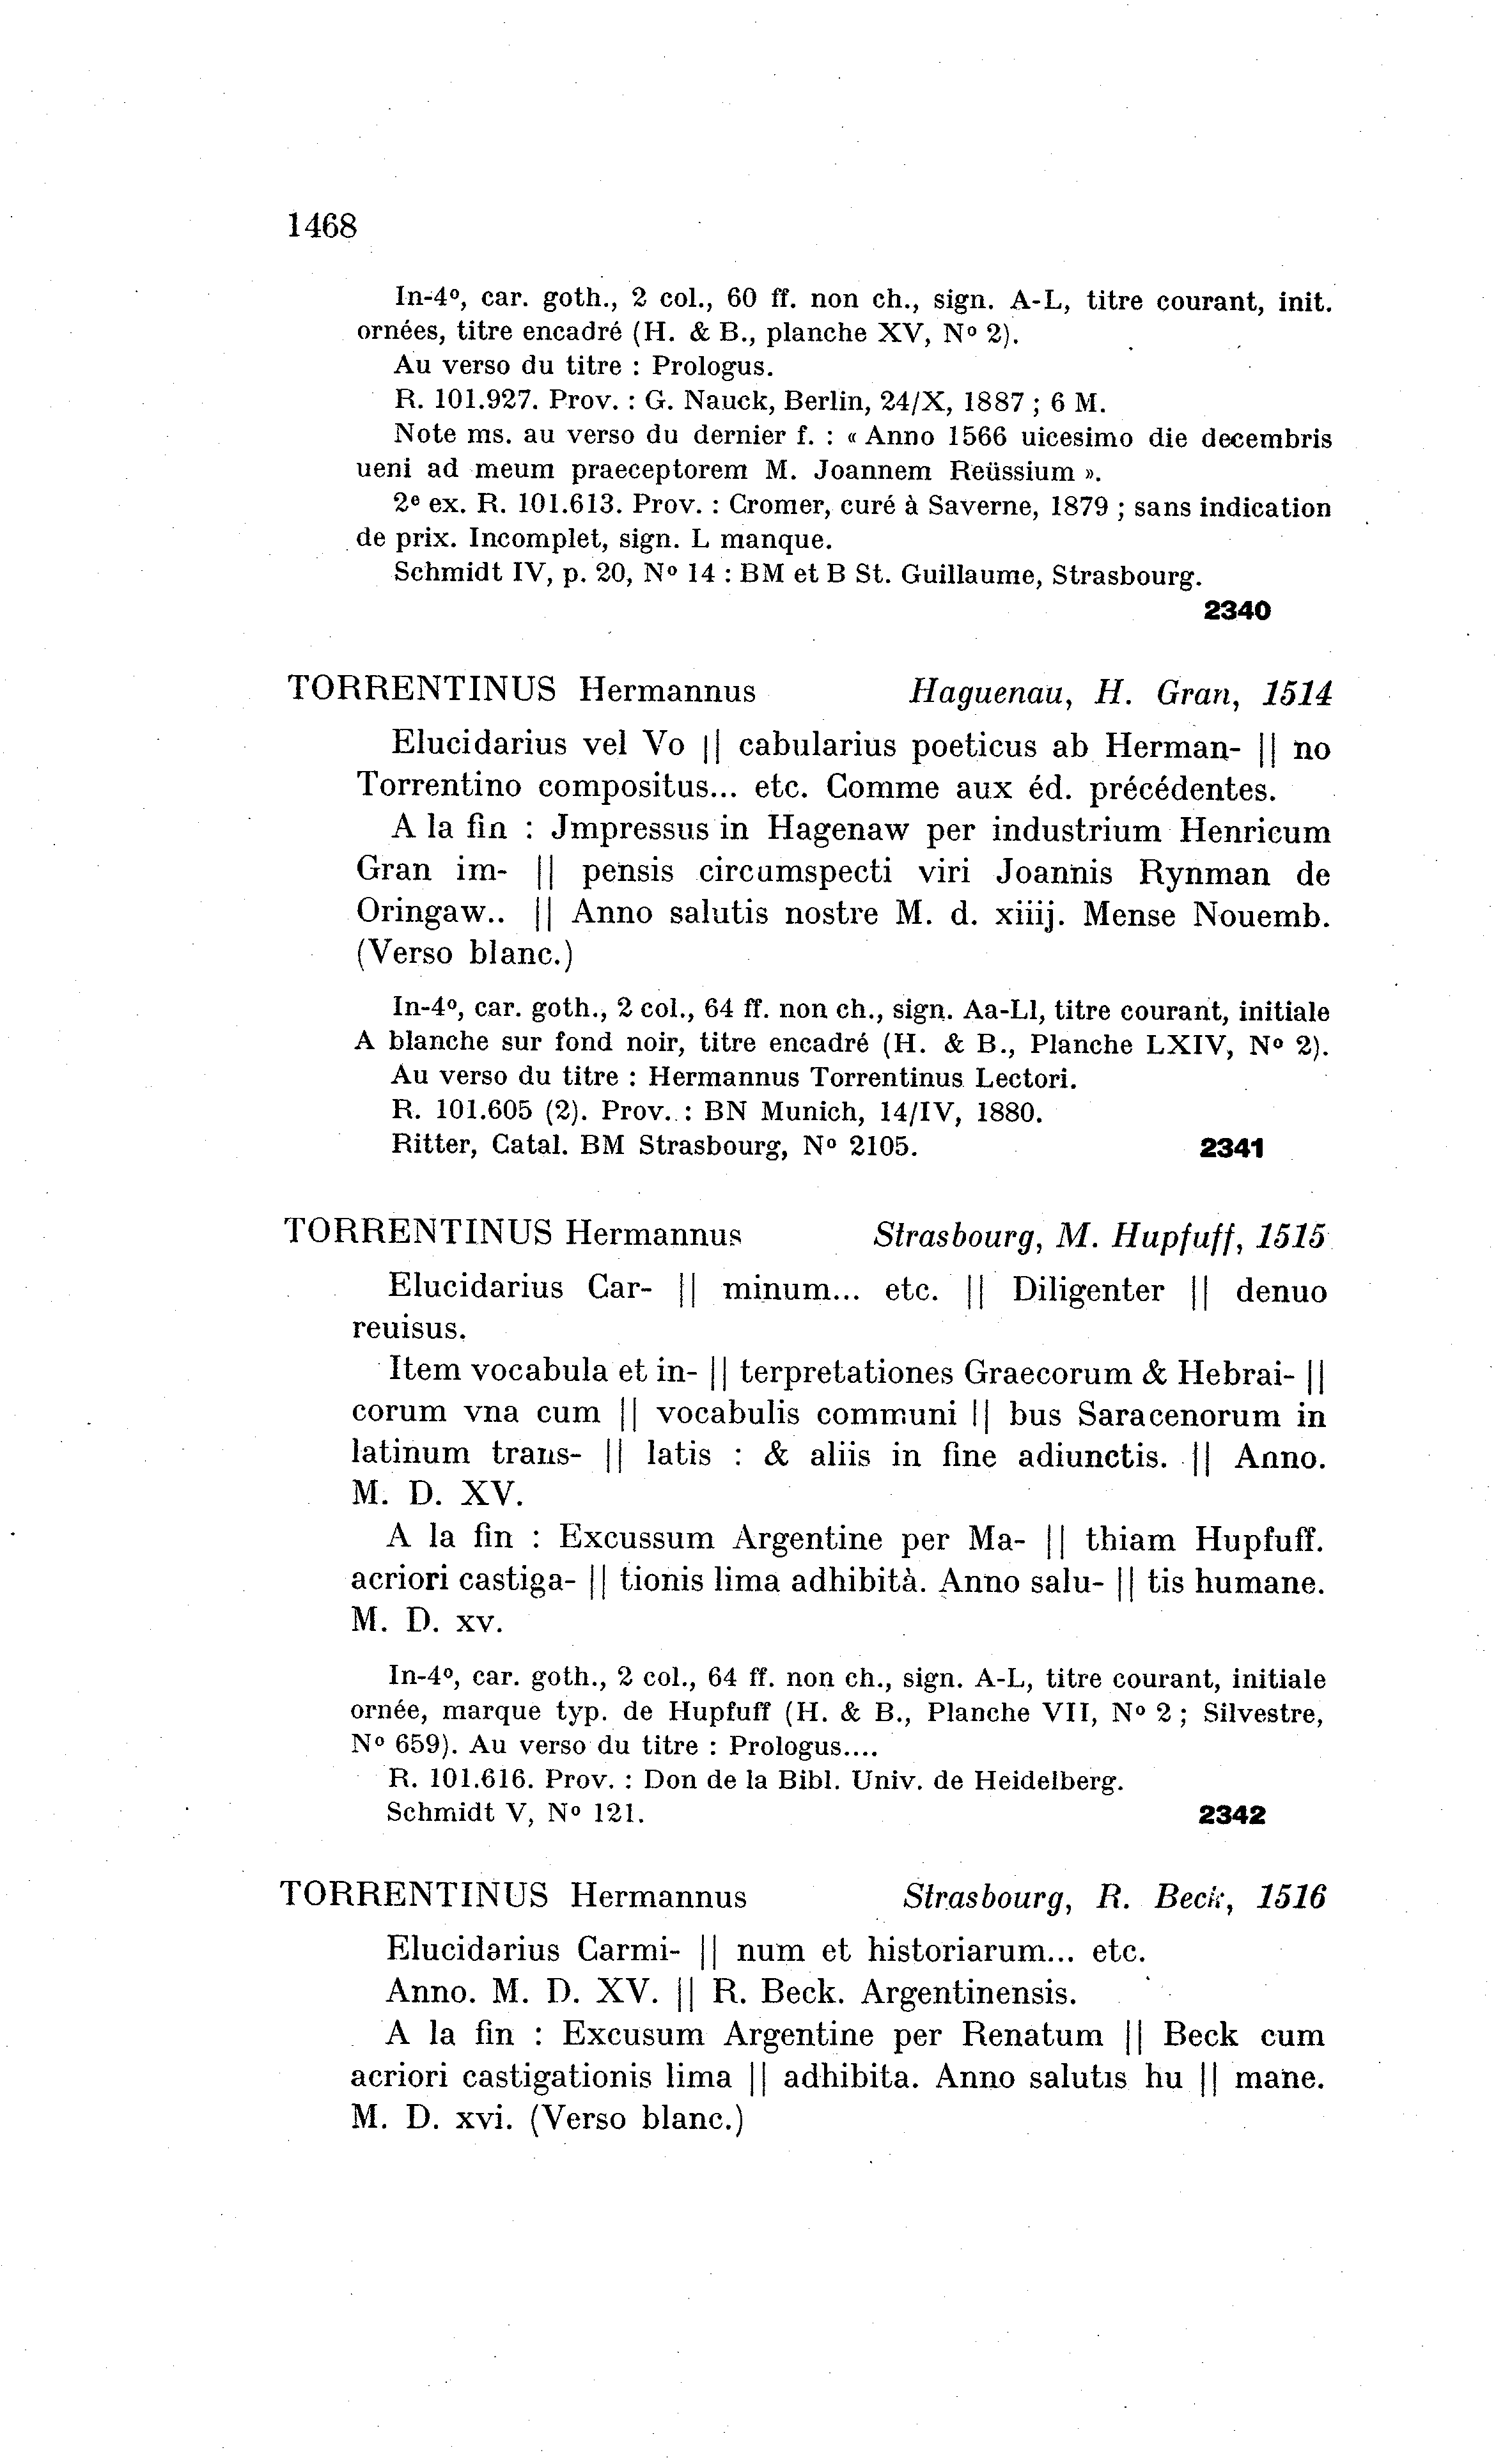 1468
In-4º, car. goth., 2 col., 60 ff. non ch., sign. A-L, titre courant, init.
ornées, titre encadré (H. & B., planche XV, Nº 2).
Au verso du titre : Prologus.
R. 101.927. Prov. : G. Nauck, Berlin, 24/X, 1887 ; 6 M.
Note ms. au verso du dernier f. : « Anno 1566 uicesimo die decembris
ueni ad meum praeceptorem M. Joannem Reüssium ».
2e ex. R. 101.613. Prov. : Cromer, curé à Saverne, 1879 ; sans indication
de prix. Incomplet, sign. L manque.
Schmidt IV, p. 20, Nº 14 : BM et B St. Guillaume, Strasbourg.
2340
TORRENTINUS Hermannus Haguenau, H. Gran, 1514
Elucidarius vel Vo || cabularius poeticus ab Herman- || no
Torrentino compositus... etc. Comme aux éd. précédentes.
A la fin : Jmpressus in Hagenaw per industrium Henricum
Gran im- || pensis circumspecti viri Joannis Rynman de
Oringaw.. || Anno salutis nostre M. d. xiiij. Mense Nouemb.
(Verso blanc.)
In-4º, car. goth., 2 col., 64 ff. non ch., sign. Aa-Ll, titre courant, initiale
A blanche sur fond noir, titre encadré (H. & B., Planche LXIV, Nº 2).
Au verso du titre : Hermannus Torrentinus Lectori.
R. 101.605 (2). Prov. : BN Munich, 14/IV, 1880.
Ritter, Catal. BM Strasbourg, Nº 2105. 2341
TORRENTINUS Hermannus Strasbourg, M. Hupfuff, 1515
Elucidarius Car- || minum... etc. || Diligenter || denuo
reuisus.
Item vocabula et in- || terpretationes Graecorum & Hebrai- ||
corum vna cum || vocabulis communi || bus Saracenorum in
latinum trans- || latis : & aliis in fine adiunctis. || Anno.
M. D. XV.
A la fin : Excussum Argentine per Ma- || thiam Hupfuff.
acriori castiga- || tionis lima adhibità. Anno salu- || tis humane.
M. D. xv.
In-4º, car. goth., 2 col., 64 ff. non ch., sign. A-L, titre courant, initiale
ornée, marque typ. de Hupfuff (H. & B., Planche VII, Nº 2 ; Silvestre,
Nº 659). Au verso du titre : Prologus....
R. 101.616. Prov. : Don de la Bibl. Univ. de Heidelberg.
Schmidt V, Nº 121. 2342
TORRENTINUS Hermannus Strasbourg, R. Beck, 1516
Elucidarius Carmi- || num et historiarum... etc.
Anno. M. D. XV. || R. Beck. Argentinensis.
A la fin : Excusum Argentine per Renatum || Beck cum
acriori castigationis lima || adhibita. Anno salutis hu || mane.
M. D. xvi. (Verso blanc.)